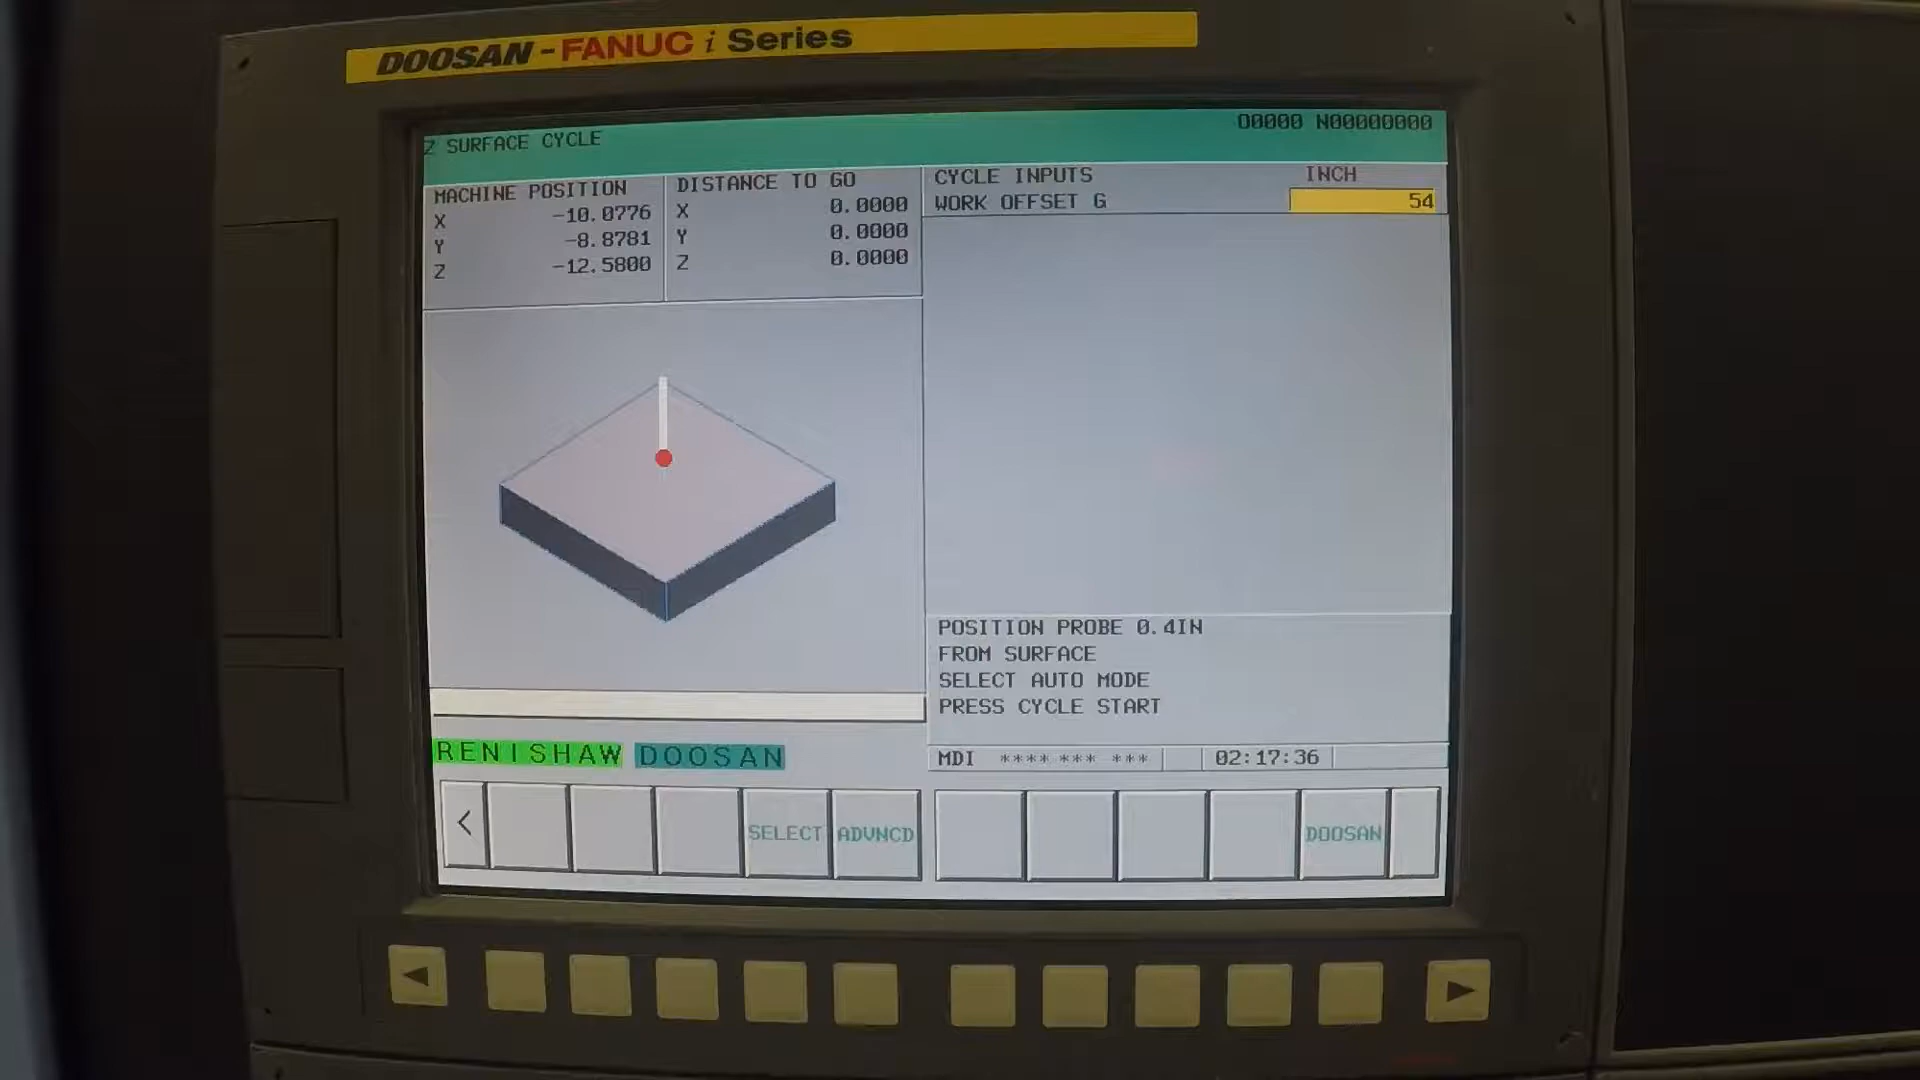 DOOSAN-FANUC i Series
Z SURFACE CYCLE
O0000 N00000000
MACHINE POSITION
X -10.0776
Y -8.8781
Z -12.5800
DISTANCE TO GO
X 0.0000
Y 0.0000
Z 0.0000
CYCLE INPUTS INCH
WORK OFFSET G 54
POSITION PROBE 0.4IN
FROM SURFACE
SELECT AUTO MODE
PRESS CYCLE START
RENISHAW DOOSAN
MDI **** *** *** 02:17:36
< SELECT ADVNCD DOOSAN